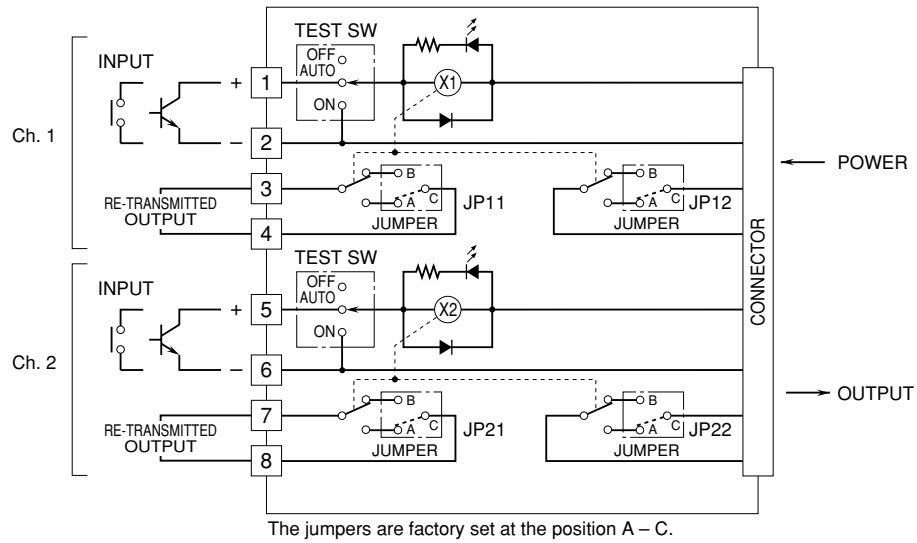 TEST SW
INPUT
OFF
AUTO
ON
+ 1
X1
Ch. 1
– 2
POWER
3
B
A
C
JP11
B
A
C
JP12
RE-TRANSMITTED
OUTPUT
JUMPER
JUMPER
4
CONNECTOR
TEST SW
INPUT
OFF
AUTO
ON
+ 5
X2
Ch. 2
– 6
OUTPUT
7
B
A
C
JP21
B
A
C
JP22
RE-TRANSMITTED
OUTPUT
JUMPER
JUMPER
8
The jumpers are factory set at the position A – C.